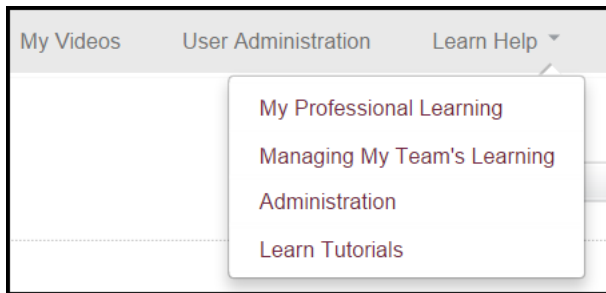 My Videos User Administration Learn Help
My Professional Learning
Managing My Team's Learning
Administration
Learn Tutorials